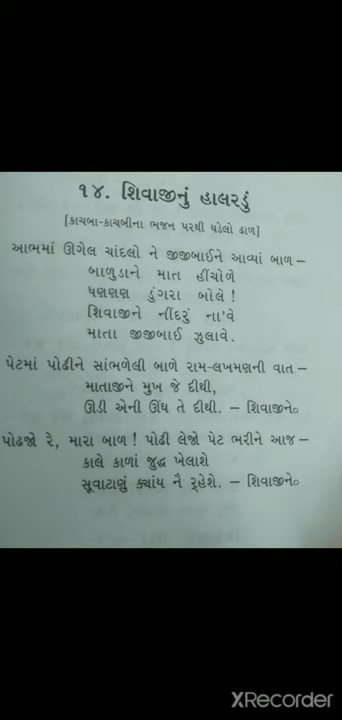 ૧૪. શિવાજીનું હાલરડું
[કાચબા-કાચબીના ભજન પરથી ઘડેલો ઢાળ]
આભમાં ઊગેલ ચાંદલો ને જીજીબાઈને આવ્યાં બાળ –
બાળુડાને માત હીંચોળે
ધણણણ ડુંગરા બોલે !
શિવાજીને નીંદરું ના'વે
માતા જીજીબાઈ ઝુલાવે.
પેટમાં પોઢીને સાંભળેલી બાળે રામ-લખમણની વાત –
માતાજીને મુખ જે દીથી,
ઊડી એની ઊંઘ તે દીથી. – શિવાજીને૦
પોઢજો રે, મારા બાળ ! પોઢી લેજો પેટ ભરીને આજ –
કાલે કાળાં જુદ્ધ ખેલાશે
સૂવાટાણું ક્યાંય નૈ ર્‌હેશે. – શિવાજીને૦
XRecorder